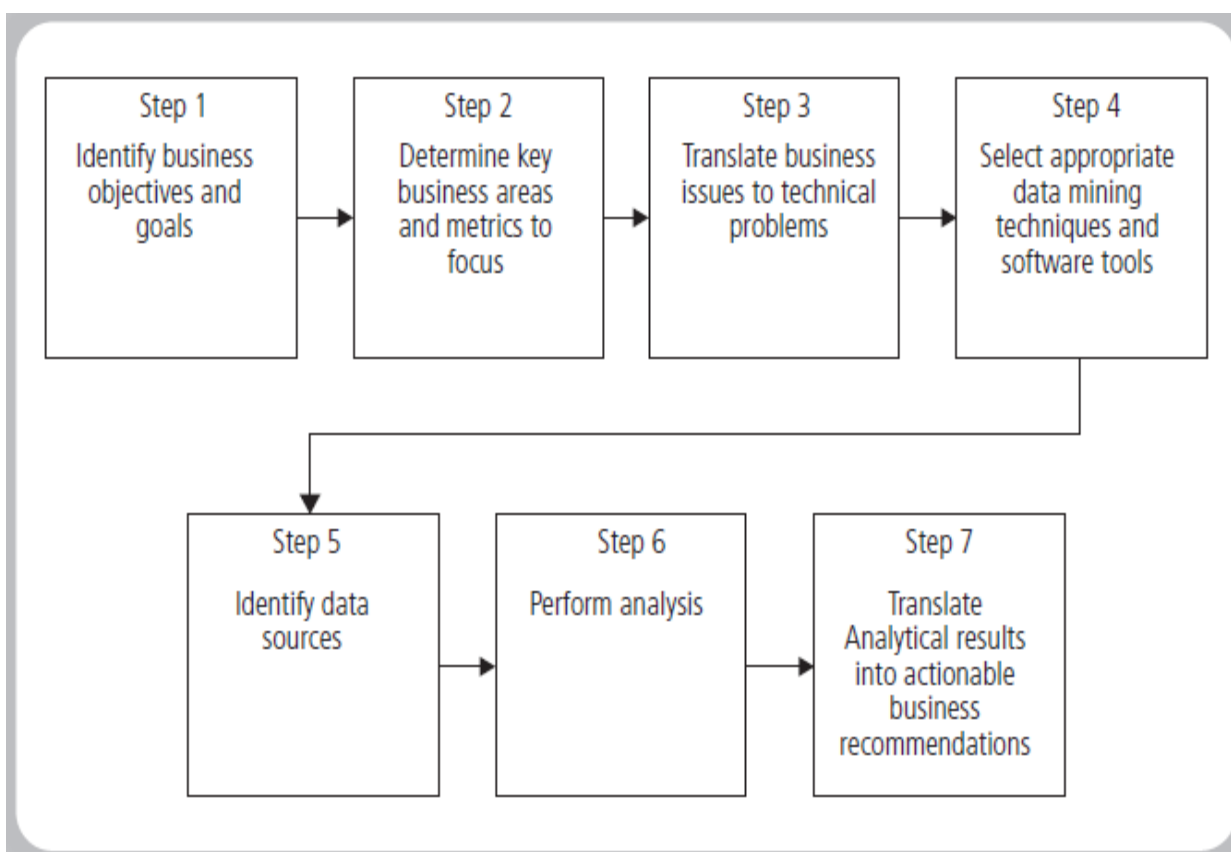 Step 1
Identify business
objectives and
goals
Step 2
Determine key
business areas
and metrics to
focus
Step 3
Translate business
issues to technical
problems
Step 4
Select appropriate
data mining
techniques and
software tools
Step 5
Identify data
sources
Step 6
Perform analysis
Step 7
Translate
Analytical results
into actionable
business
recommendations